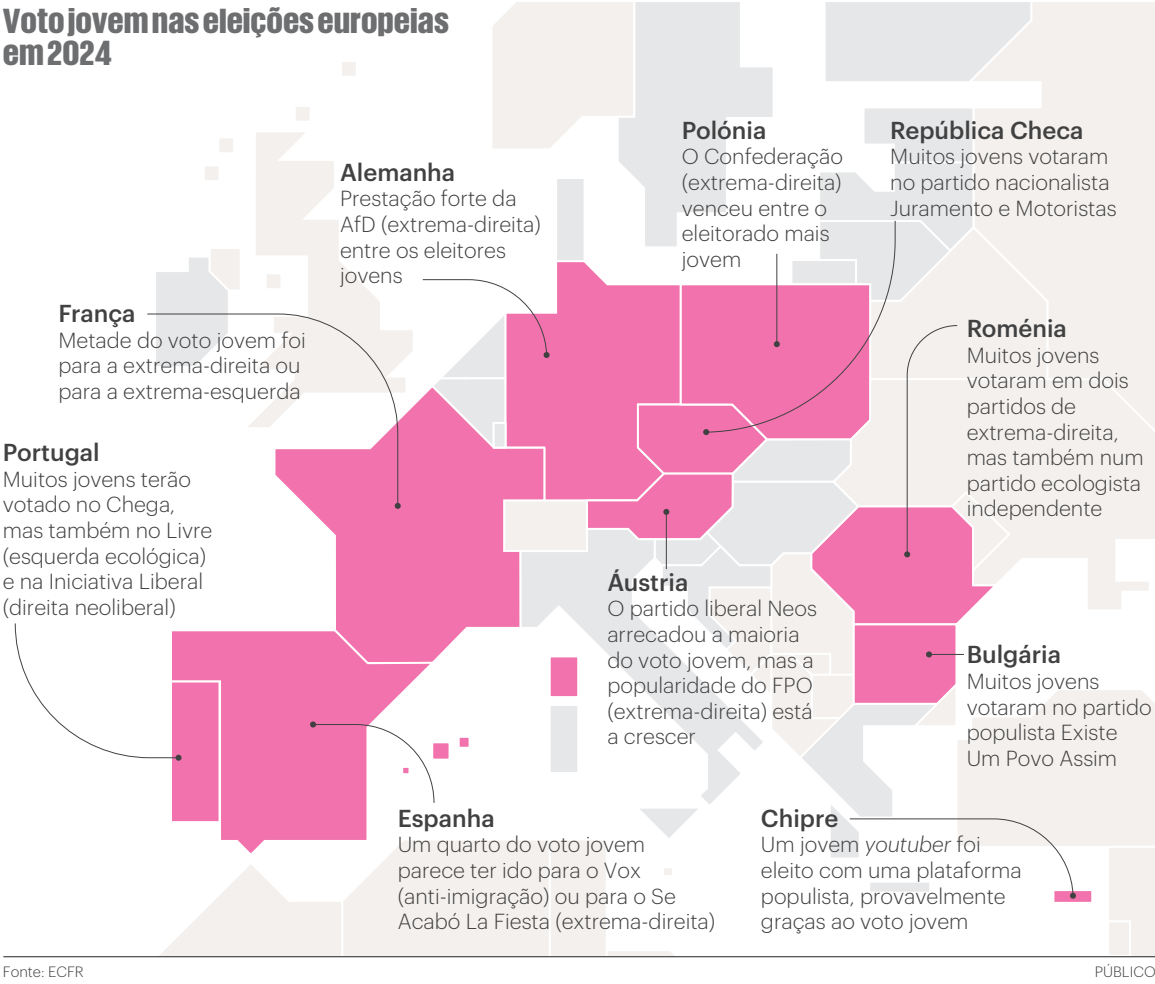 Voto jovem nas eleições europeias
em 2024
Polónia
O Confederação
(extrema-direita)
venceu entre o
eleitorado mais
jovem
República Checa
Muitos jovens votaram
no partido nacionalista
Juramento e Motoristas
Alemanha
Prestação forte da
AfD (extrema-direita)
entre os eleitores
jovens
França
Metade do voto jovem foi
para a extrema-direita ou
para a extrema-esquerda
Roménia
Muitos jovens
votaram em dois
partidos de
extrema-direita,
mas também num
partido ecologista
independente
Portugal
Muitos jovens terão
votado no Chega,
mas também no Livre
(esquerda ecológica)
e na Iniciativa Liberal
(direita neoliberal)
Áustria
O partido liberal Neos
arrecadou a maioria
do voto jovem, mas a
popularidade do FPO
(extrema-direita) está
a crescer
Bulgária
Muitos jovens
votaram no partido
populista Existe
Um Povo Assim
Espanha
Um quarto do voto jovem
parece ter ido para o Vox
(anti-imigração) ou para o Se
Acabó La Fiesta (extrema-direita)
Chipre
Um jovem youtuber foi
eleito com uma plataforma
populista, provavelmente
graças ao voto jovem
Fonte: ECFR
PÚBLICO